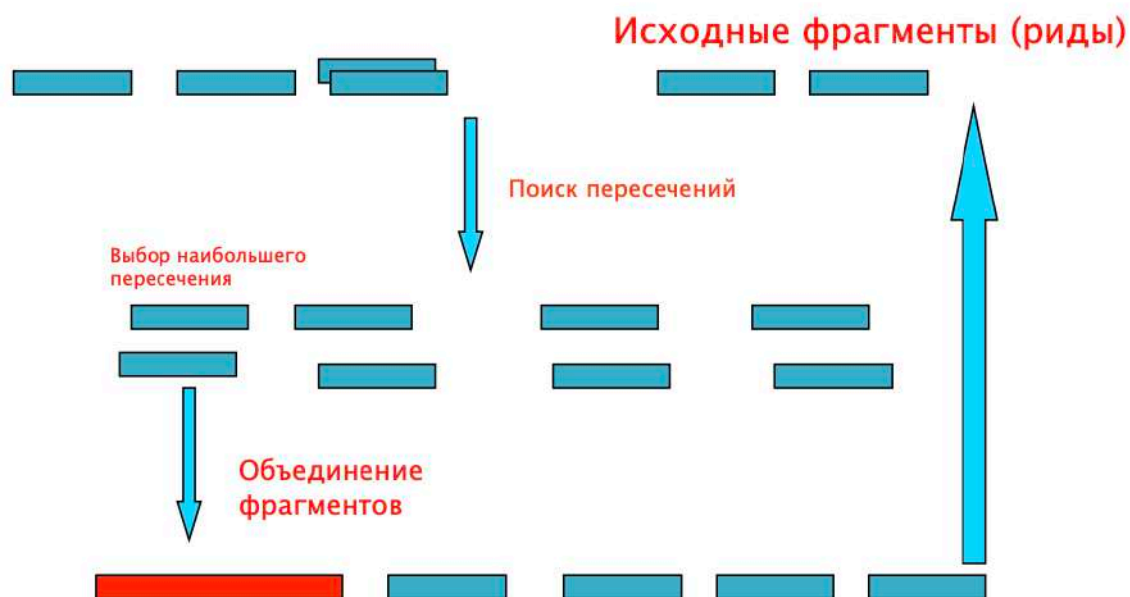 Исходные фрагменты (риды)
Поиск пересечений
Выбор наибольшего
пересечения
Объединение
фрагментов